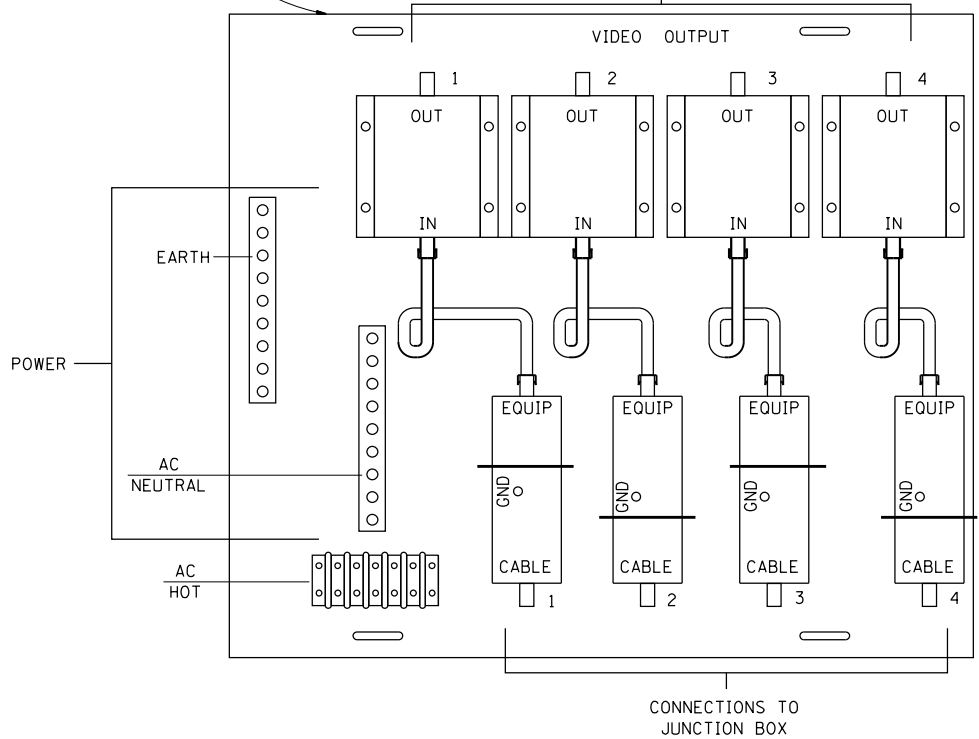 VIDEO OUTPUT
1 2 3 4
OUT OUT OUT OUT
IN IN IN IN
EARTH
POWER
EQUIP EQUIP EQUIP EQUIP
AC
NEUTRAL
GND GND GND GND
CABLE CABLE CABLE CABLE
AC
HOT
1 2 3 4
CONNECTIONS TO
JUNCTION BOX